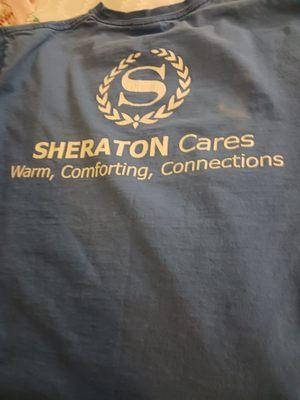 S
SHERATON Cares
Warm, Comforting, Connections